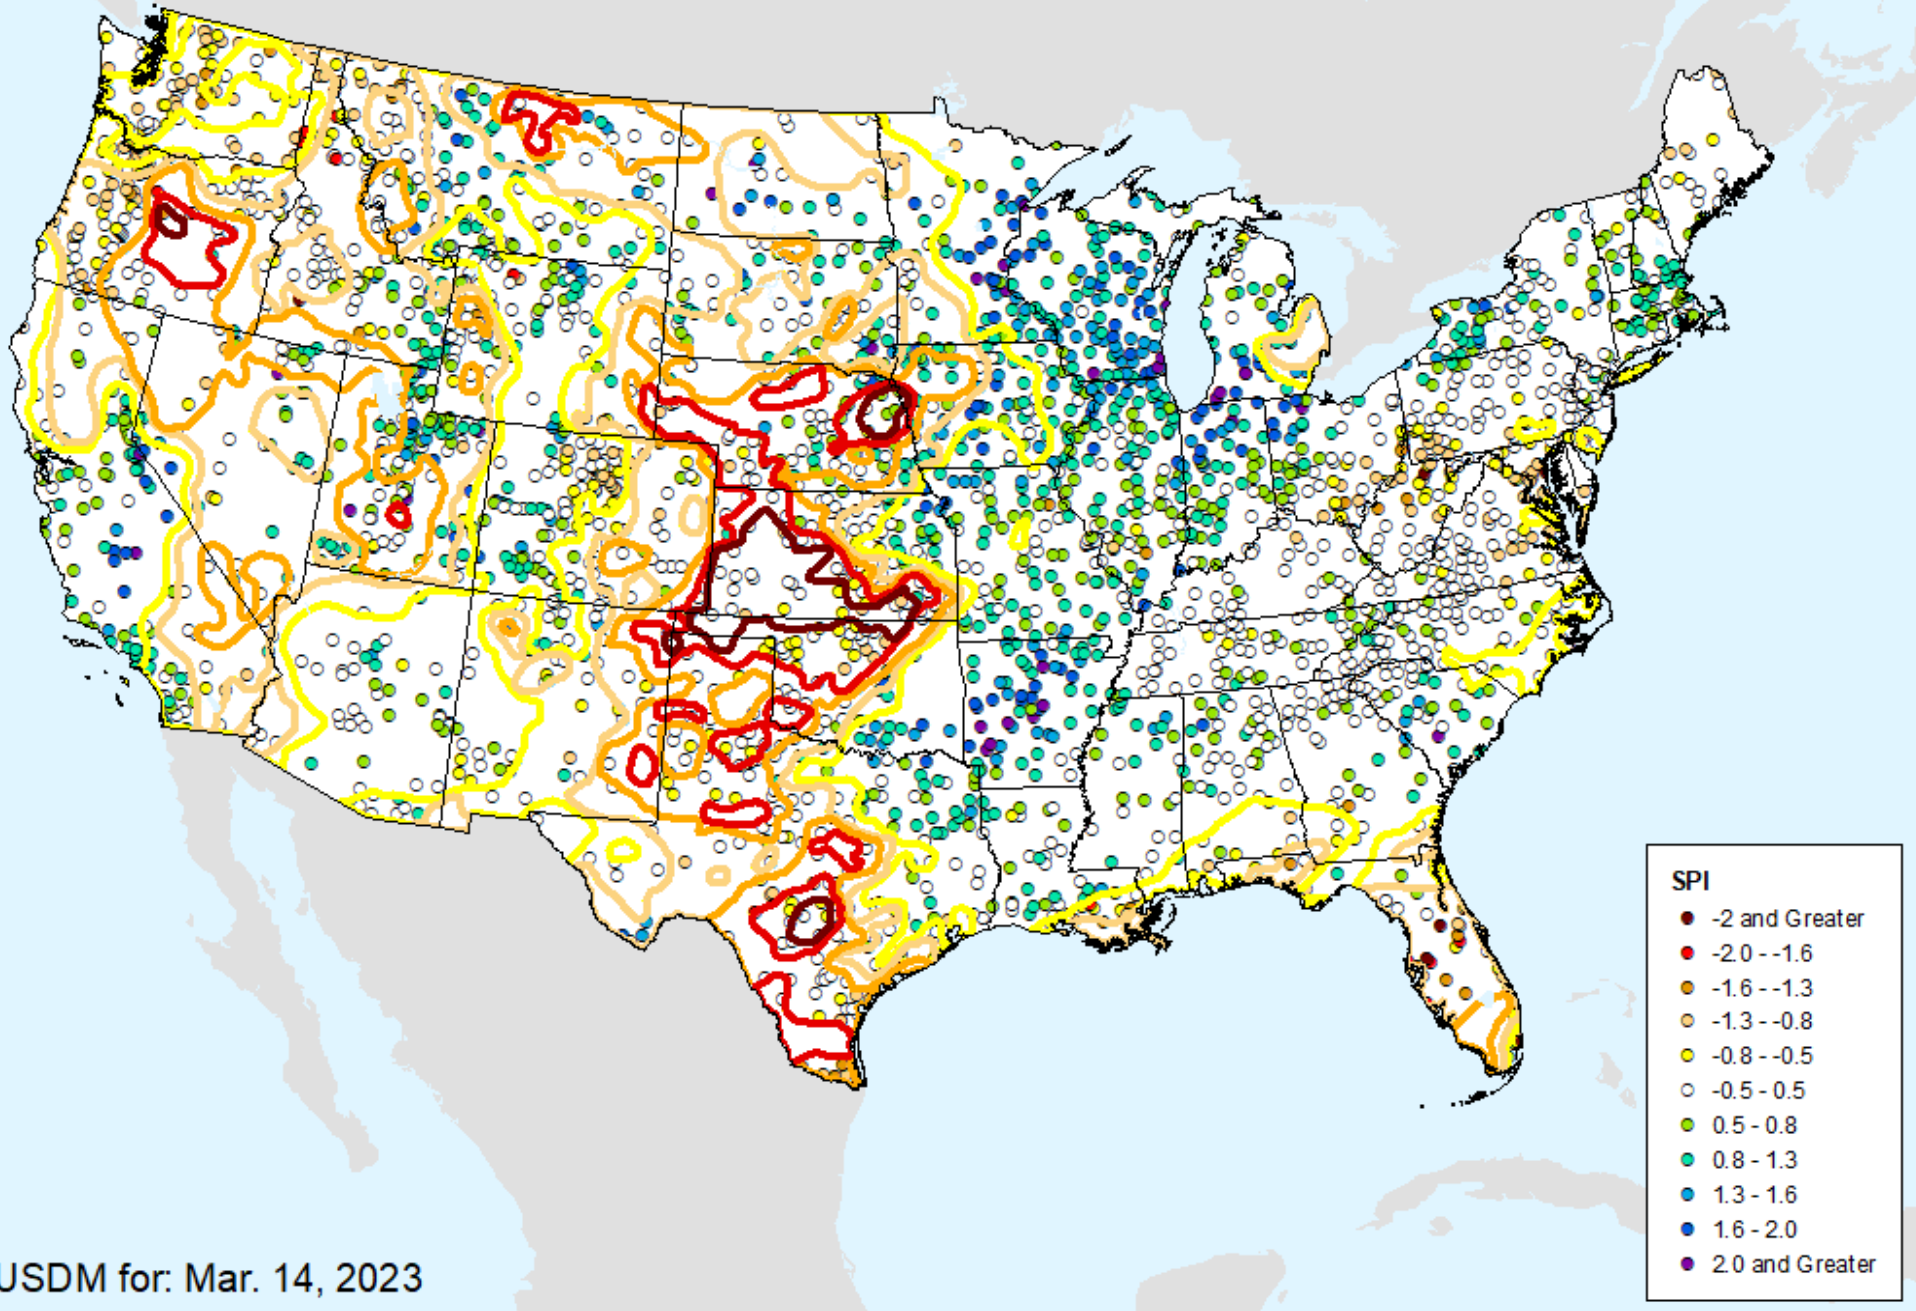 SPI
-2 and Greater
-2.0 - -1.6
-1.6 - -1.3
-1.3 - -0.8
-0.8 - -0.5
-0.5 - 0.5
0.5 - 0.8
0.8 - 1.3
1.3 - 1.6
1.6 - 2.0
2.0 and Greater
USDM for: Mar. 14, 2023